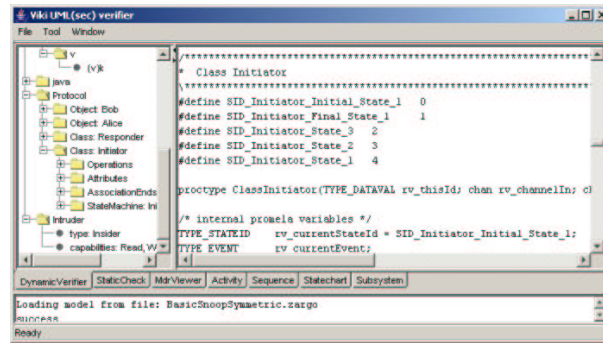 Viki UML(sec) verifier
File Tool Window
v
{v}k
java
Protocol
Object: Bob
Object: Alice
Class: Responder
Class: Initiator
Operations
Attributes
AssociationEnds
StateMachine: Ini
Intruder
type: Insider
capabilities: Read, W
/****************************************************************
* Class Initiator
\****************************************************************
#define SID_Initiator_Initial_State_1 0
#define SID_Initiator_Final_State_1 1
#define SID_Initiator_State_3 2
#define SID_Initiator_State_2 3
#define SID_Initiator_State_1 4
proctype ClassInitiator(TYPE_DATAVAL rv_thisId; chan rv_channelIn; cl
/* internal promela variables */
TYPE_STATEID rv_currentStateId = SID_Initiator_Initial_State_1;
TYPE_EVENT rv_currentEvent;
DynamicVerifier StaticCheck MdrViewer Activity Sequence Statechart Subsystem
Loading model from file: BasicSnoopSymmetric.zargo
success
Ready